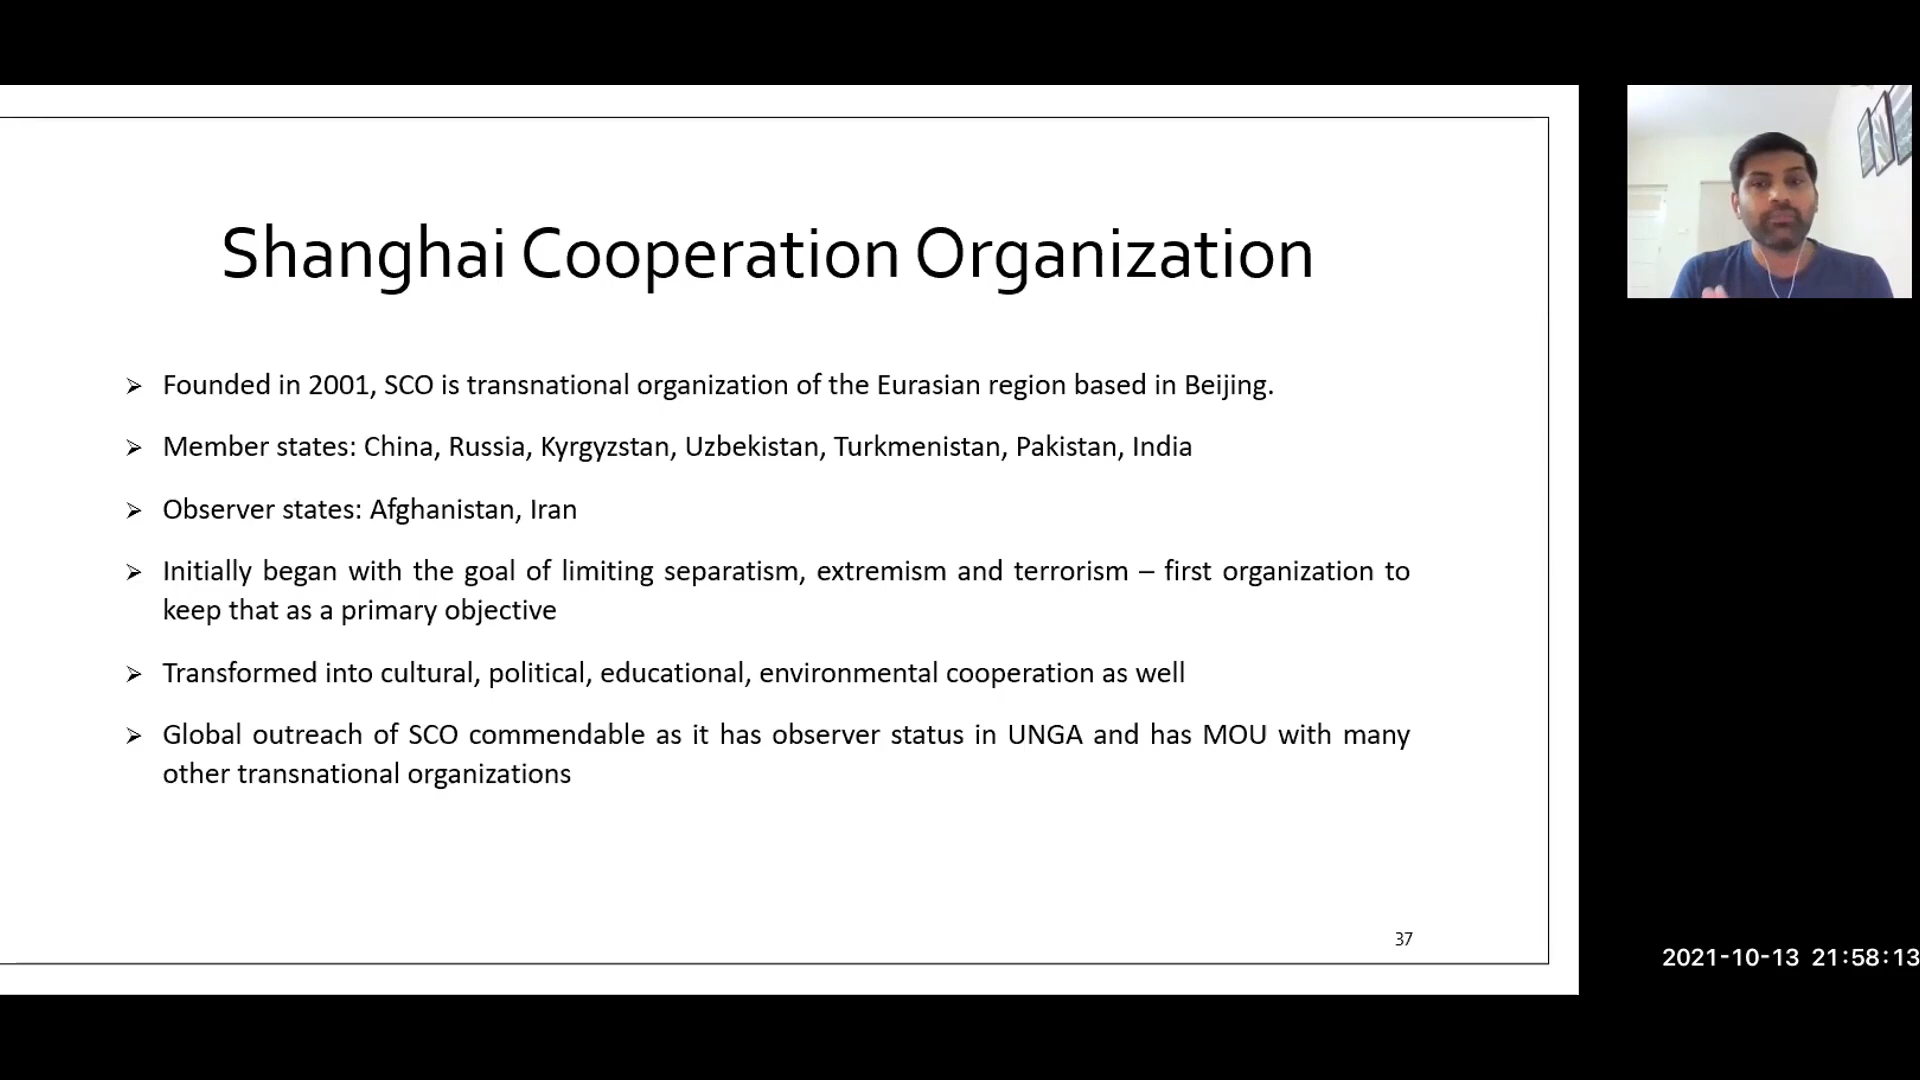 Shanghai Cooperation Organization
➢ Founded in 2001, SCO is transnational organization of the Eurasian region based in Beijing.
➢ Member states: China, Russia, Kyrgyzstan, Uzbekistan, Turkmenistan, Pakistan, India
➢ Observer states: Afghanistan, Iran
➢ Initially began with the goal of limiting separatism, extremism and terrorism – first organization to
keep that as a primary objective
➢ Transformed into cultural, political, educational, environmental cooperation as well
➢ Global outreach of SCO commendable as it has observer status in UNGA and has MOU with many
other transnational organizations
37
2021-10-13 21:58:13